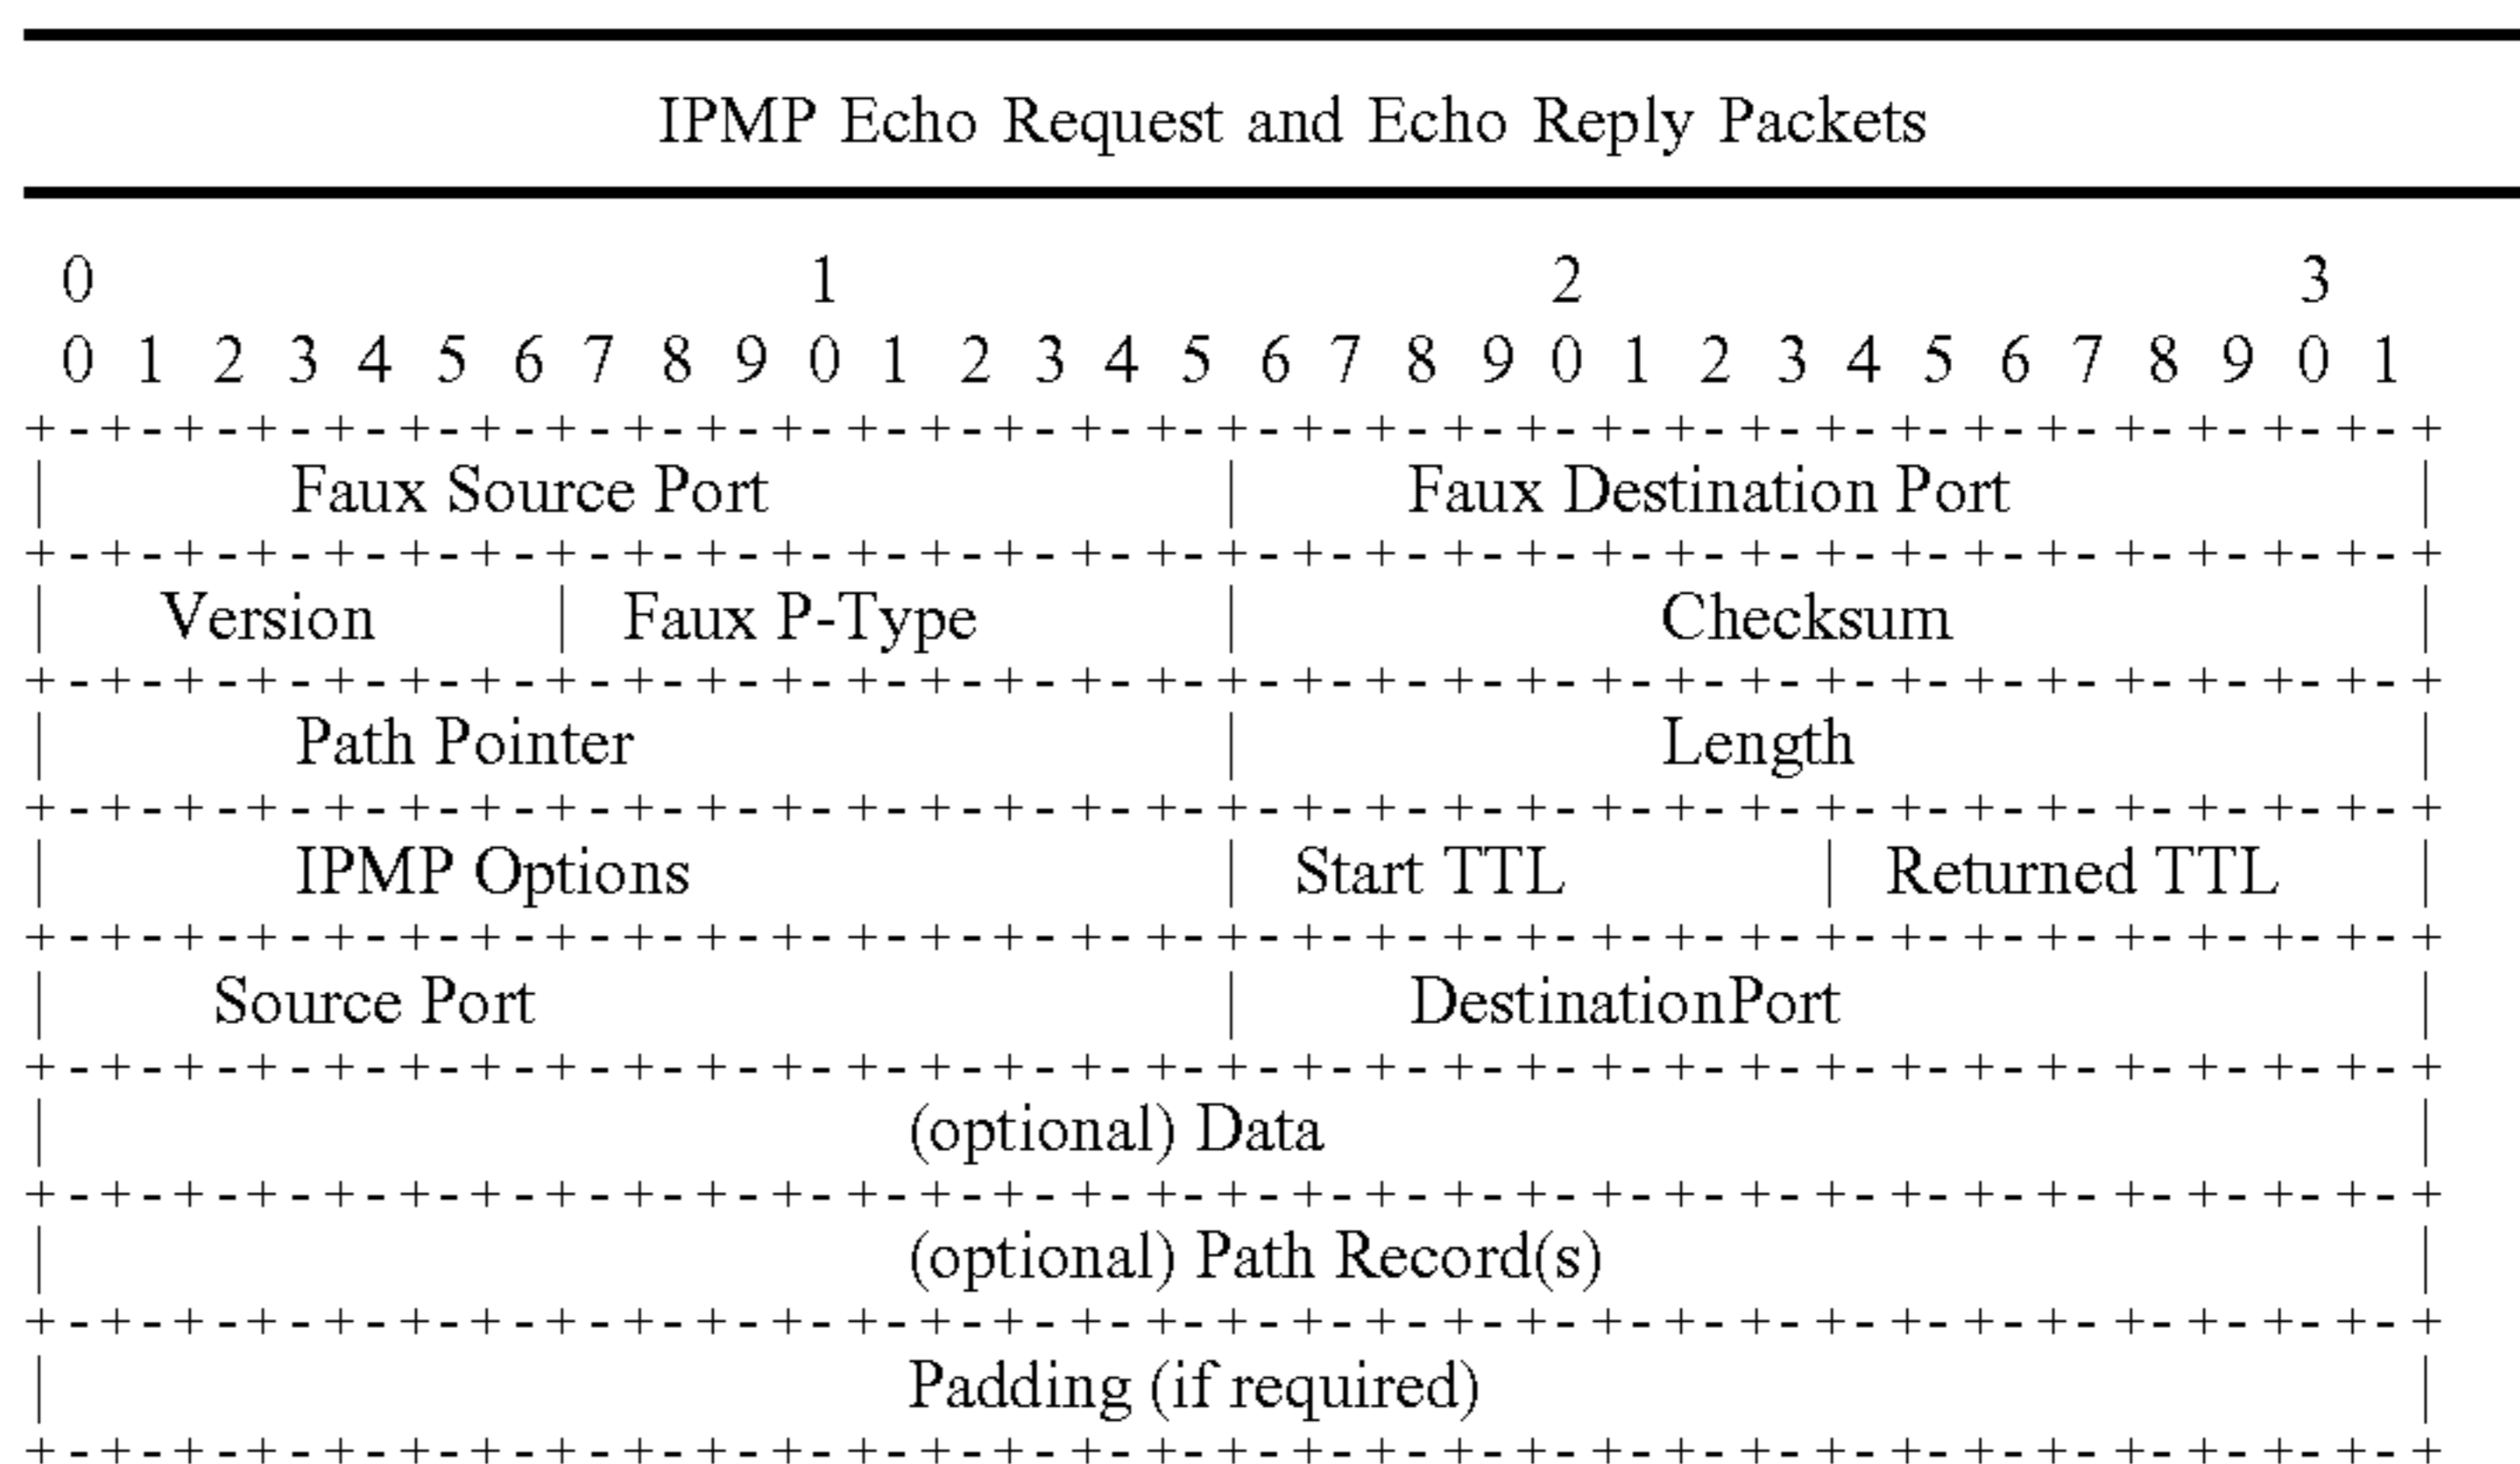 IPMP Echo Request and Echo Reply Packets
0 1 2 3
0 1 2 3 4 5 6 7 8 9 0 1 2 3 4 5 6 7 8 9 0 1 2 3 4 5 6 7 8 9 0 1
+-+-+-+-+-+-+-+-+-+-+-+-+-+-+-+-+-+-+-+-+-+-+-+-+-+-+-+-+-+-+-+-+
| Faux Source Port | Faux Destination Port |
+-+-+-+-+-+-+-+-+-+-+-+-+-+-+-+-+-+-+-+-+-+-+-+-+-+-+-+-+-+-+-+-+
| Version | Faux P-Type | Checksum |
+-+-+-+-+-+-+-+-+-+-+-+-+-+-+-+-+-+-+-+-+-+-+-+-+-+-+-+-+-+-+-+-+
| Path Pointer | Length |
+-+-+-+-+-+-+-+-+-+-+-+-+-+-+-+-+-+-+-+-+-+-+-+-+-+-+-+-+-+-+-+-+
| IPMP Options | Start TTL | Returned TTL |
+-+-+-+-+-+-+-+-+-+-+-+-+-+-+-+-+-+-+-+-+-+-+-+-+-+-+-+-+-+-+-+-+
| Source Port | DestinationPort |
+-+-+-+-+-+-+-+-+-+-+-+-+-+-+-+-+-+-+-+-+-+-+-+-+-+-+-+-+-+-+-+-+
| (optional) Data |
+-+-+-+-+-+-+-+-+-+-+-+-+-+-+-+-+-+-+-+-+-+-+-+-+-+-+-+-+-+-+-+-+
| (optional) Path Record(s) |
+-+-+-+-+-+-+-+-+-+-+-+-+-+-+-+-+-+-+-+-+-+-+-+-+-+-+-+-+-+-+-+-+
| Padding (if required) |
+-+-+-+-+-+-+-+-+-+-+-+-+-+-+-+-+-+-+-+-+-+-+-+-+-+-+-+-+-+-+-+-+